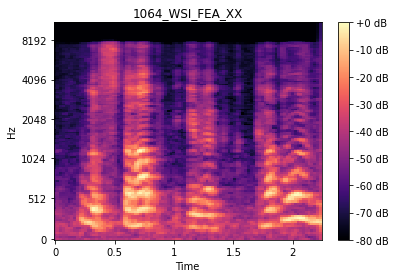 1064_WSI_FEA_XX
8192
4096
2048
1024
512
0
Hz
0
0.5
1
1.5
2
Time
+0 dB
-10 dB
-20 dB
-30 dB
-40 dB
-50 dB
-60 dB
-70 dB
-80 dB